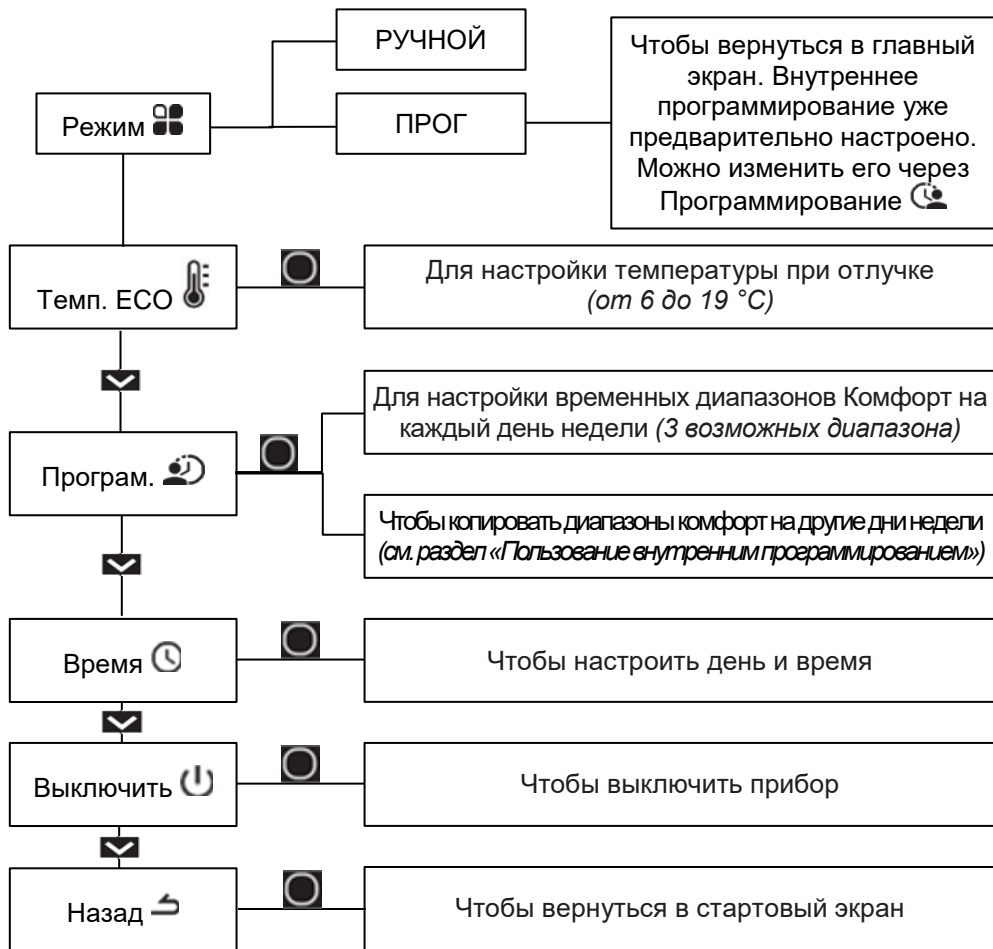 РУЧНОЙ
Режим
ПРОГ
Чтобы вернуться в главный
экран. Внутреннее
программирование уже
предварительно настроено.
Можно изменить его через
Программирование
Темп. ECO
Для настройки температуры при отлучке
(от 6 до 19 °C)
Програм.
Для настройки временных диапазонов Комфорт на
каждый день недели (3 возможных диапазона)
Чтобы копировать диапазоны комфорт на другие дни недели
(см. раздел «Пользование внутренним программированием»)
Время
Чтобы настроить день и время
Выключить
Чтобы выключить прибор
Назад
Чтобы вернуться в стартовый экран